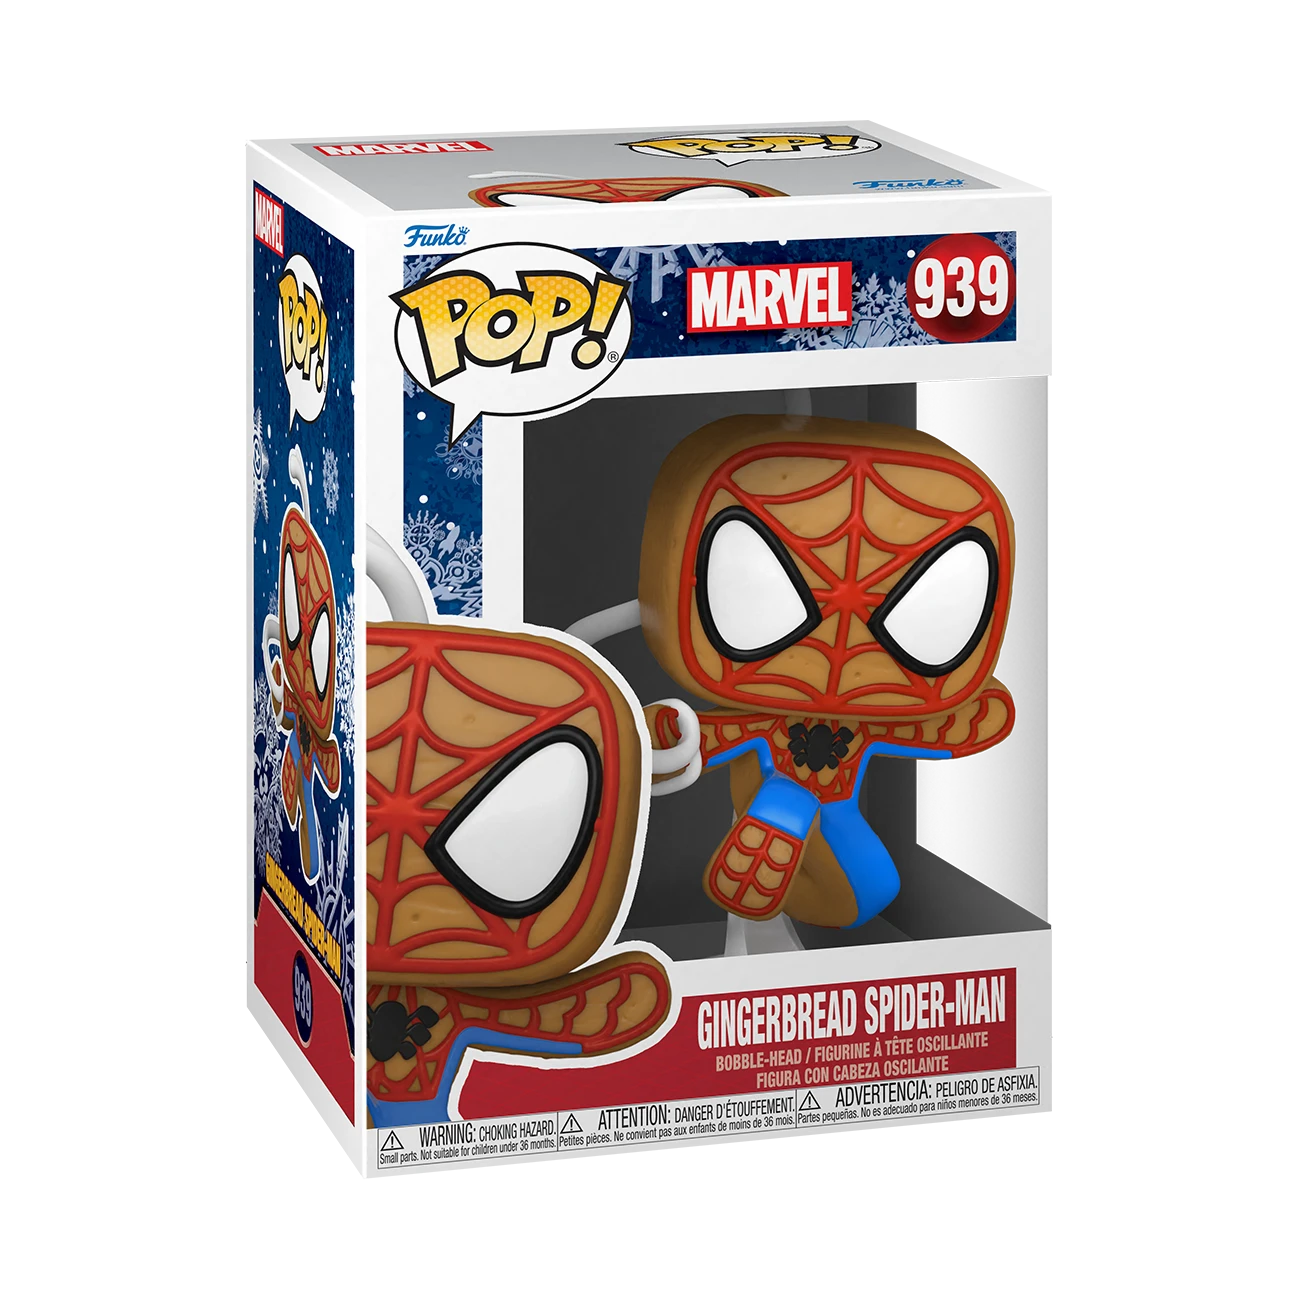 MARVEL
POP!
Funko
MARVEL
POP!
GINGERBREAD SPIDER-MAN
939
Funko
POP!®
MARVEL
939
GINGERBREAD SPIDER-MAN
BOBBLE-HEAD / FIGURINE À TÊTE OSCILLANTE
FIGURA CON CABEZA OSCILANTE
WARNING: CHOKING HAZARD.
Small parts. Not suitable for children under 36 months.
ATTENTION: DANGER D'ÉTOUFFEMENT.
Petites pièces. Ne convient pas aux enfants de moins de 36 mois.
ADVERTENCIA: PELIGRO DE ASFIXIA.
Partes pequeñas. No es adecuado para niños menores de 36 meses.